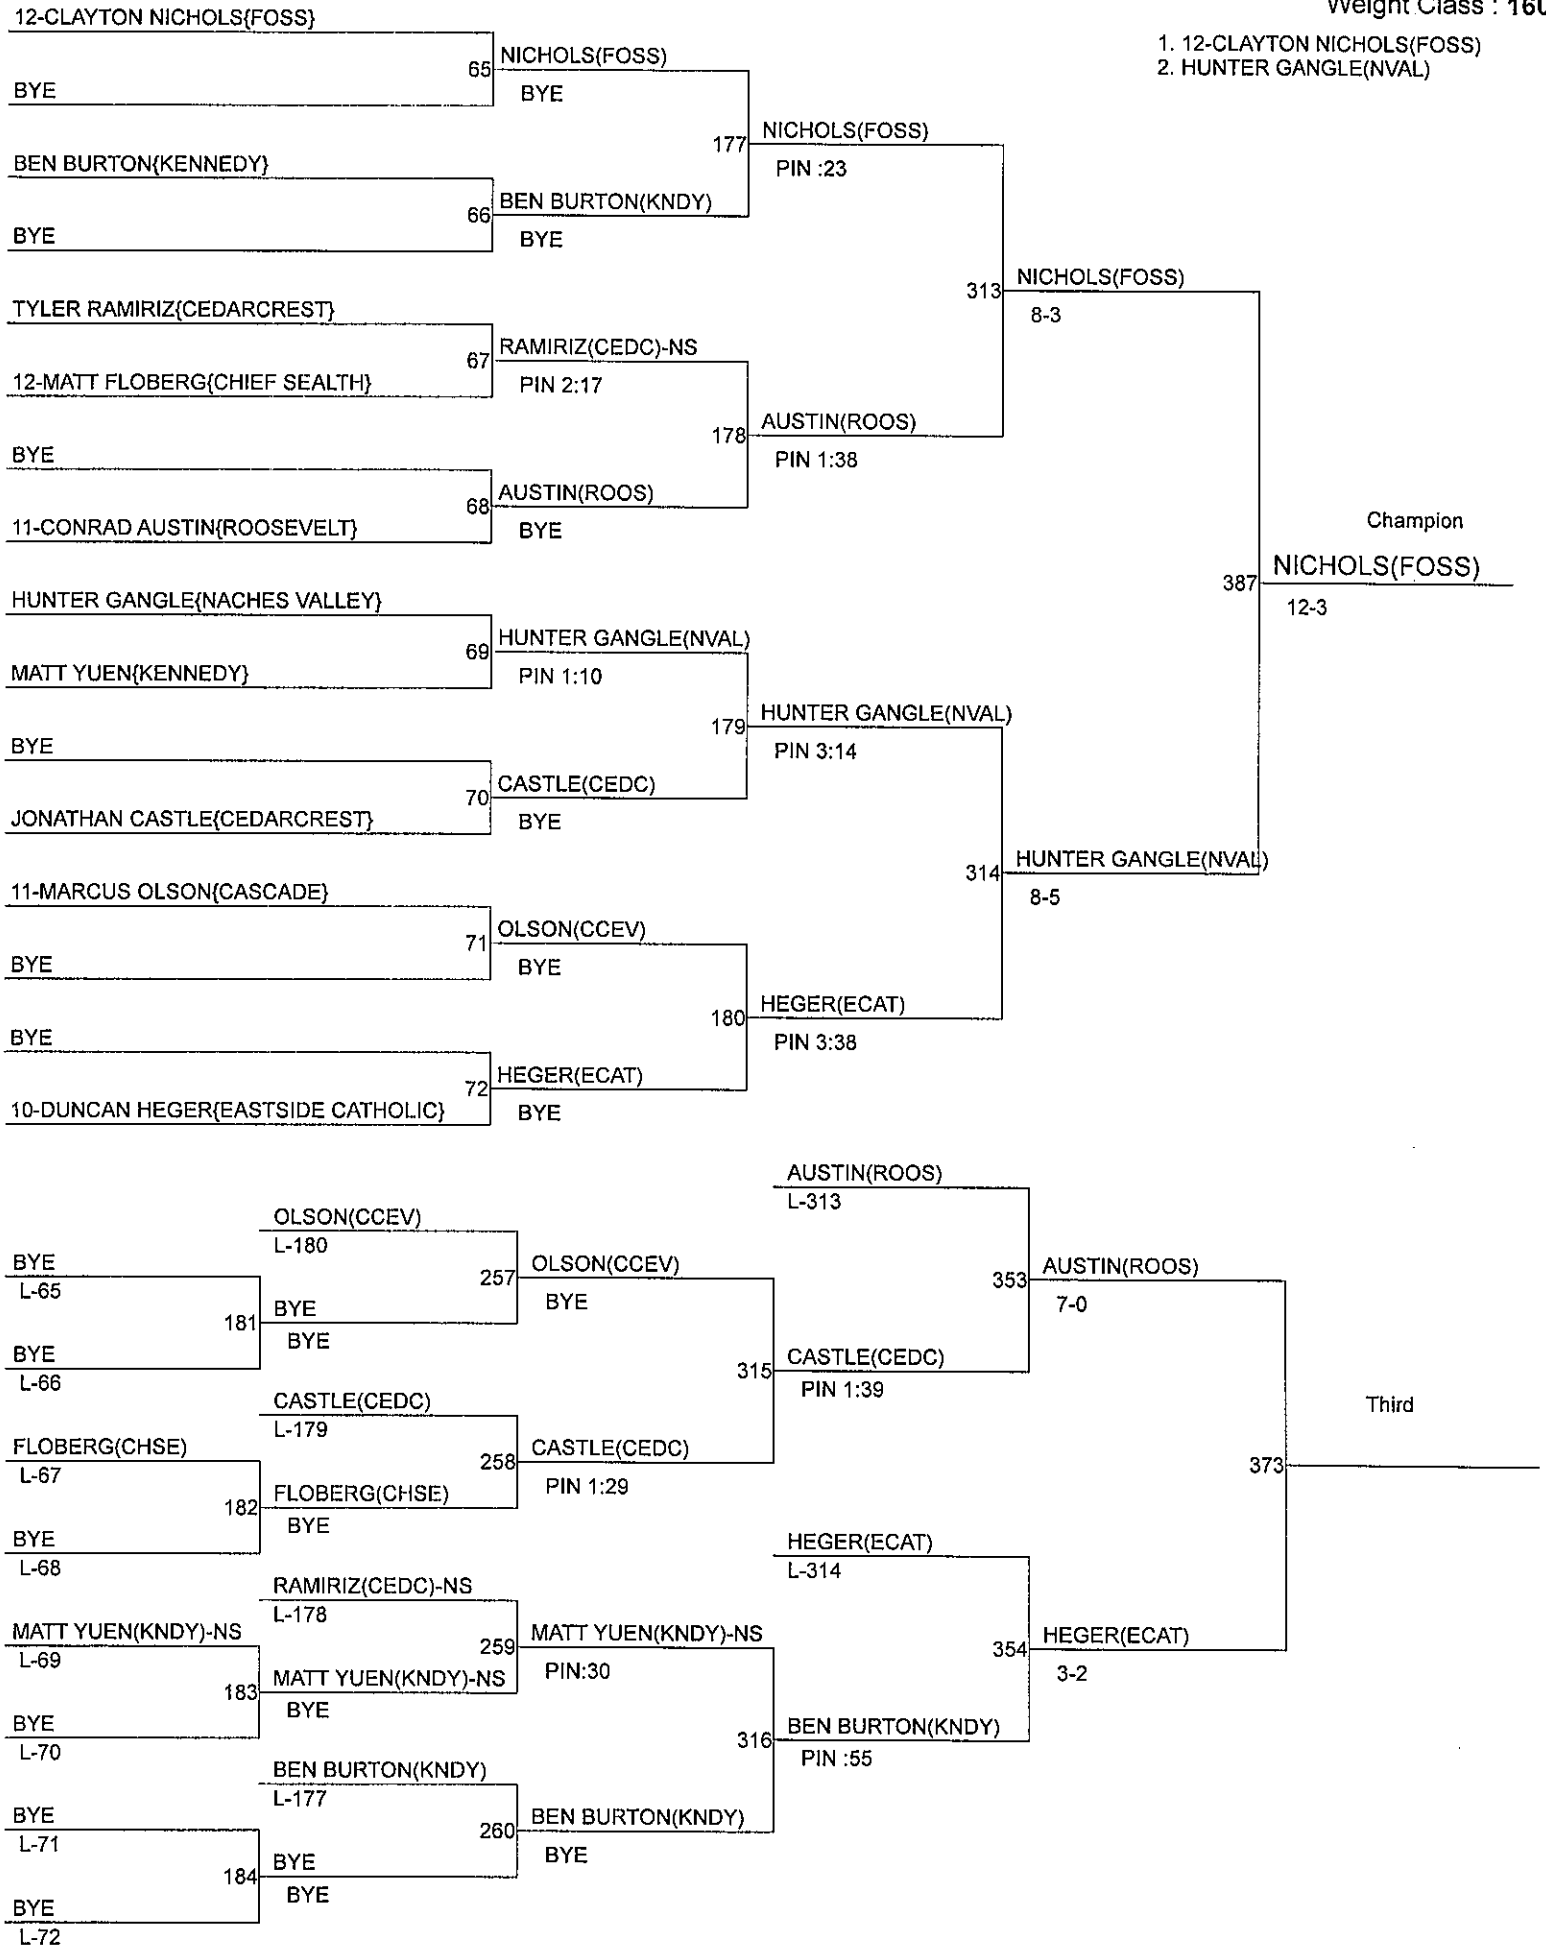 Weight Class : 160
1. 12-CLAYTON NICHOLS(FOSS)
2. HUNTER GANGLE(NVAL)
12-CLAYTON NICHOLS{FOSS}
65
NICHOLS(FOSS)
BYE
BYE
177
NICHOLS(FOSS)
PIN :23
BEN BURTON{KENNEDY}
66
BEN BURTON(KNDY)
BYE
BYE
313
NICHOLS(FOSS)
8-3
TYLER RAMIRIZ{CEDARCREST}
67
RAMIRIZ(CEDC)-NS
12-MATT FLOBERG{CHIEF SEALTH}
PIN 2:17
178
AUSTIN(ROOS)
PIN 1:38
BYE
68
AUSTIN(ROOS)
11-CONRAD AUSTIN{ROOSEVELT}
BYE
Champion
387
NICHOLS(FOSS)
12-3
HUNTER GANGLE{NACHES VALLEY}
69
HUNTER GANGLE(NVAL)
MATT YUEN{KENNEDY}
PIN 1:10
179
HUNTER GANGLE(NVAL)
PIN 3:14
BYE
70
CASTLE(CEDC)
JONATHAN CASTLE{CEDARCREST}
BYE
314
HUNTER GANGLE(NVAL)
8-5
11-MARCUS OLSON{CASCADE}
71
OLSON(CCEV)
BYE
BYE
180
HEGER(ECAT)
PIN 3:38
BYE
72
HEGER(ECAT)
10-DUNCAN HEGER{EASTSIDE CATHOLIC}
BYE
AUSTIN(ROOS)
L-313
OLSON(CCEV)
L-180
BYE
L-65
257
OLSON(CCEV)
BYE
353
AUSTIN(ROOS)
7-0
181
BYE
BYE
BYE
L-66
315
CASTLE(CEDC)
PIN 1:39
CASTLE(CEDC)
L-179
Third
FLOBERG(CHSE)
L-67
258
CASTLE(CEDC)
PIN 1:29
373
182
FLOBERG(CHSE)
BYE
BYE
L-68
HEGER(ECAT)
L-314
RAMIRIZ(CEDC)-NS
L-178
MATT YUEN(KNDY)-NS
L-69
259
MATT YUEN(KNDY)-NS
PIN:30
354
HEGER(ECAT)
3-2
183
MATT YUEN(KNDY)-NS
BYE
BYE
L-70
316
BEN BURTON(KNDY)
PIN :55
BEN BURTON(KNDY)
L-177
BYE
L-71
260
BEN BURTON(KNDY)
BYE
184
BYE
BYE
BYE
L-72